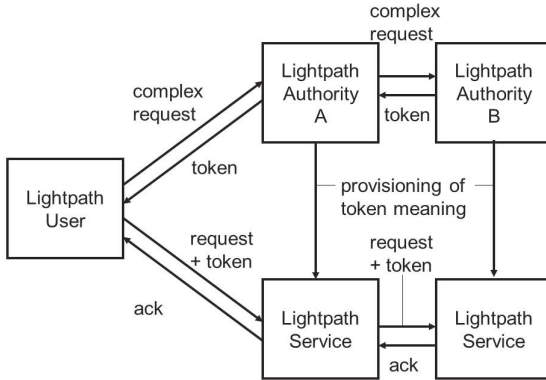 complex
request
Lightpath
Authority
A
Lightpath
Authority
B
complex
request
token
token
Lightpath
User
provisioning of
token meaning
request
+ token
request
+ token
ack
Lightpath
Service
Lightpath
Service
ack